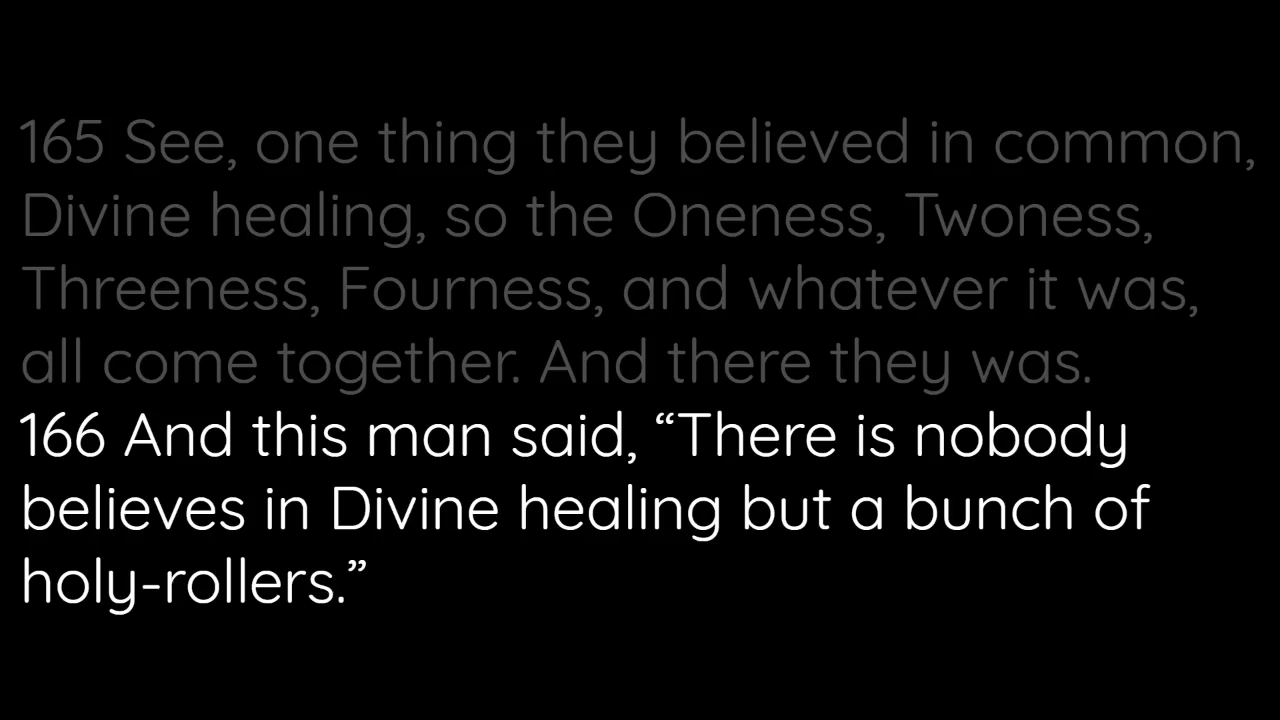 165 See, one thing they believed in common,
Divine healing, so the Oneness, Twoness,
Threeness, Fourness, and whatever it was,
all come together. And there they was.
166 And this man said, “There is nobody
believes in Divine healing but a bunch of
holy-rollers.”